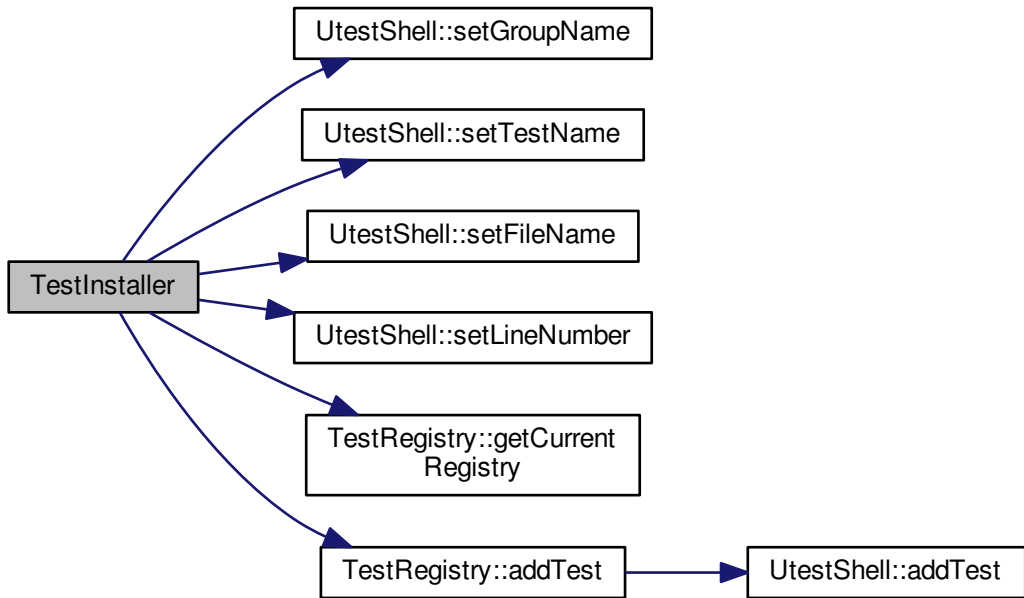 UtestShell::setGroupName
UtestShell::setTestName
UtestShell::setFileName
TestInstaller
UtestShell::setLineNumber
TestRegistry::getCurrent
Registry
TestRegistry::addTest
UtestShell::addTest